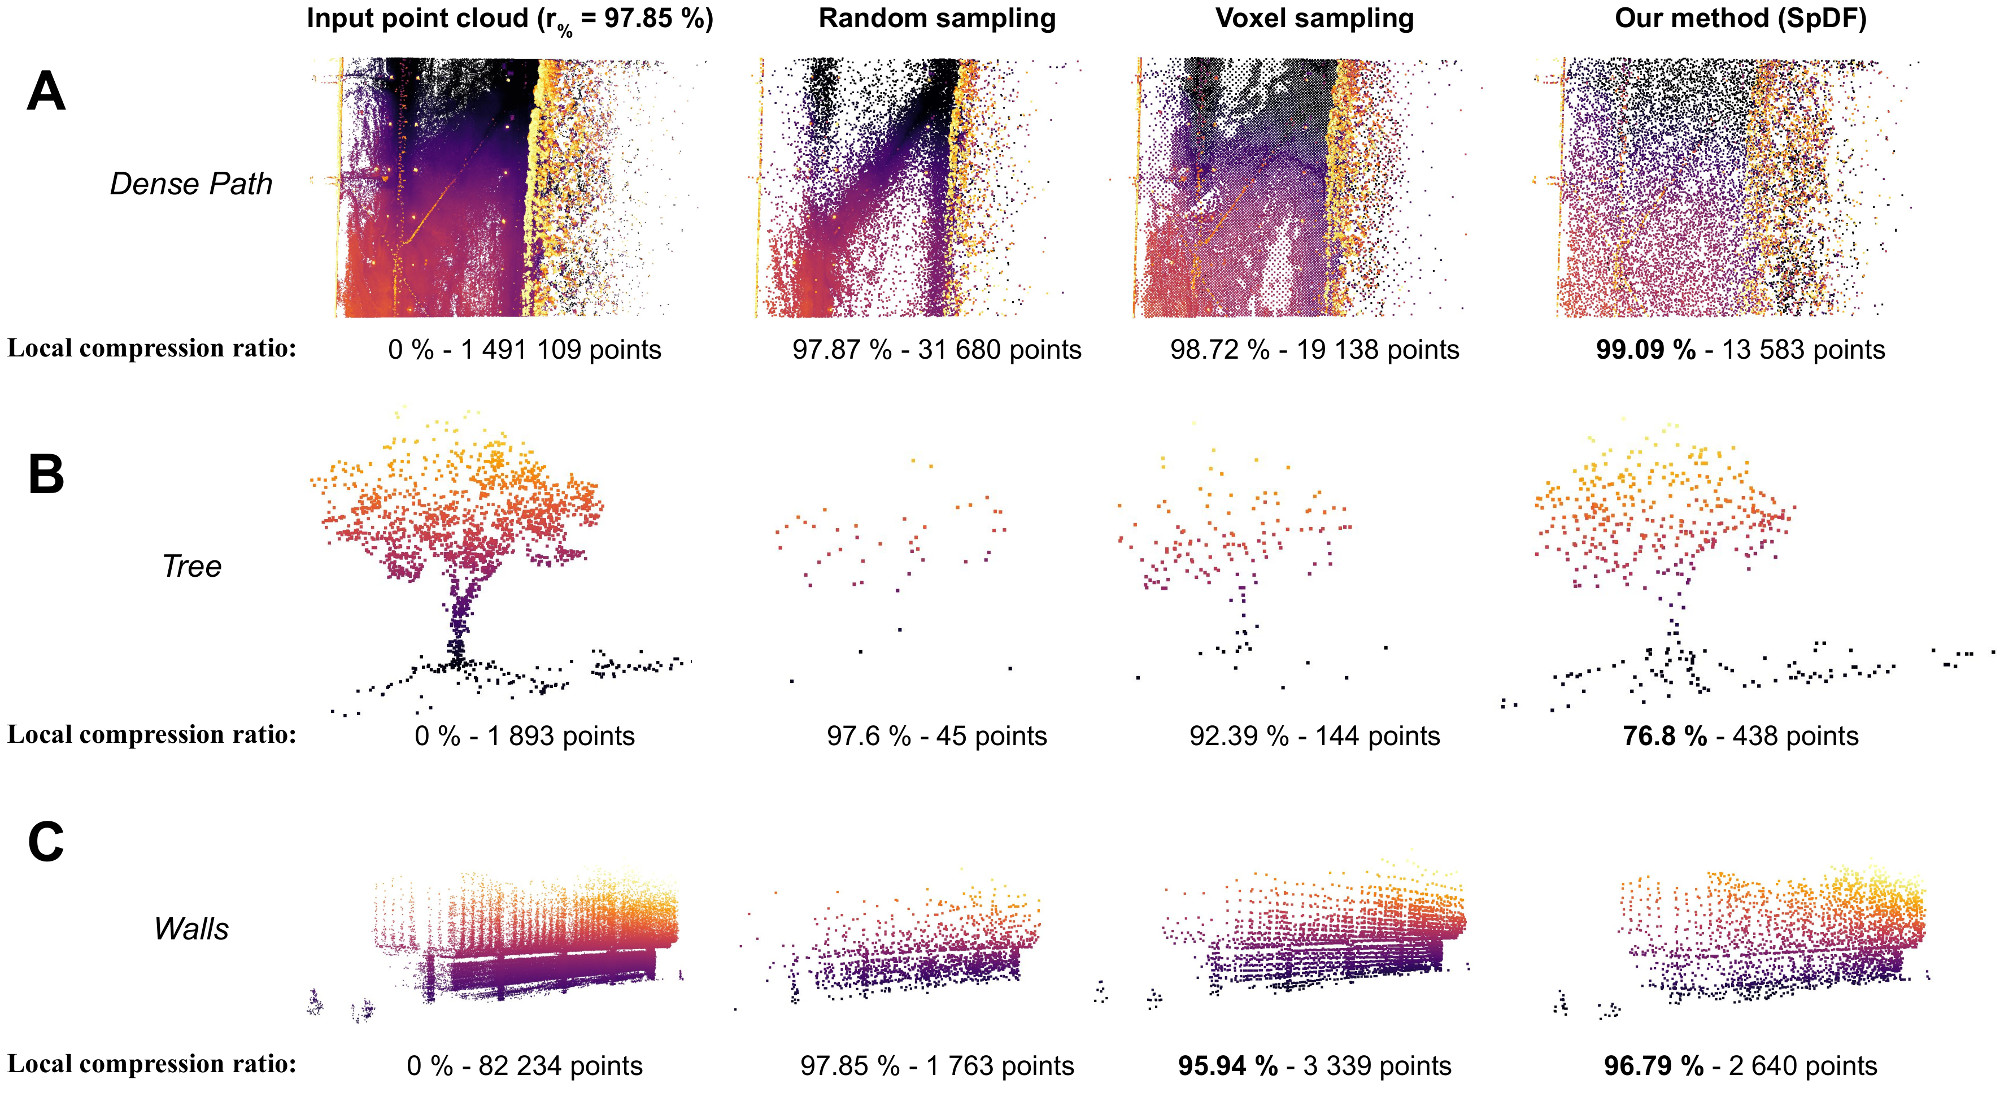 Input point cloud (r% = 97.85 %) Random sampling Voxel sampling Our method (SpDF)
A
Dense Path
Local compression ratio: 0 % - 1 491 109 points 97.87 % - 31 680 points 98.72 % - 19 138 points 99.09 % - 13 583 points
B
Tree
Local compression ratio: 0 % - 1 893 points 97.6 % - 45 points 92.39 % - 144 points 76.8 % - 438 points
C
Walls
Local compression ratio: 0 % - 82 234 points 97.85 % - 1 763 points 95.94 % - 3 339 points 96.79 % - 2 640 points